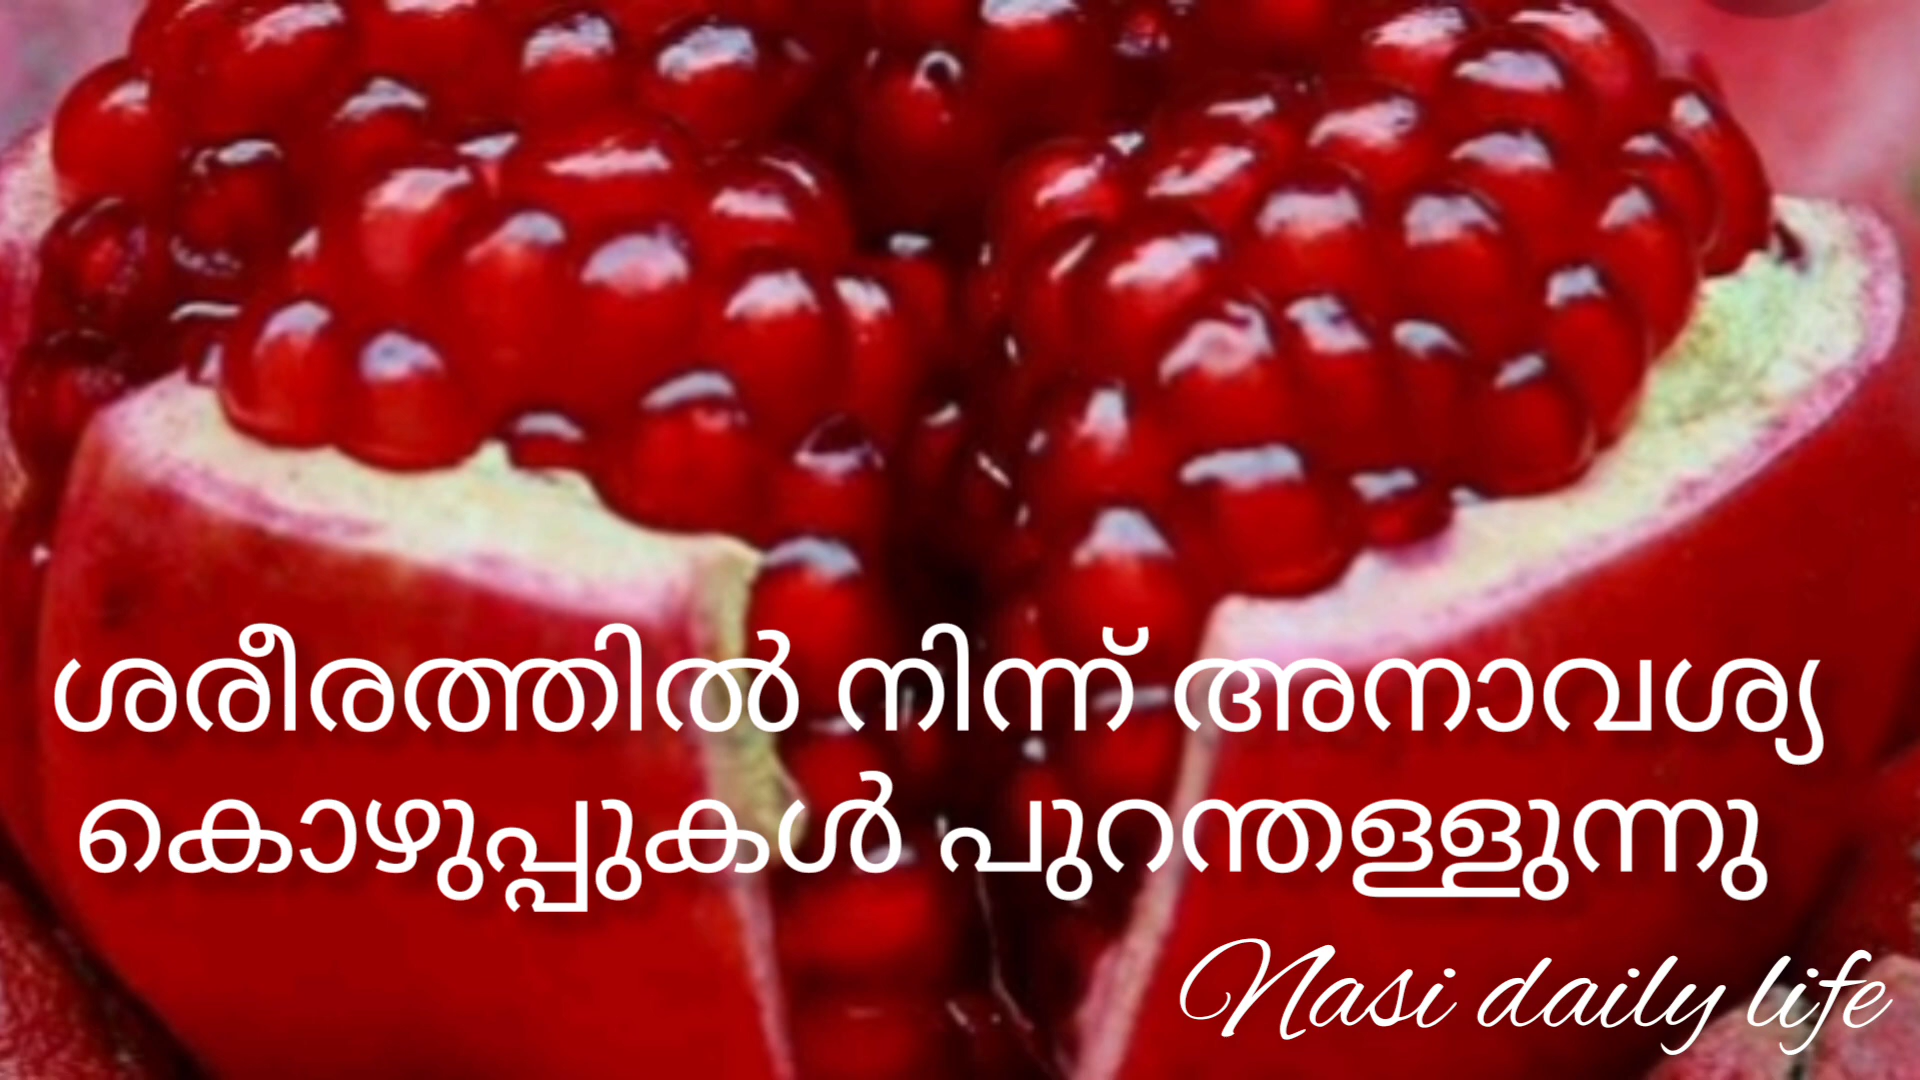 ശരീരത്തിൽ നിന്ന് അനാവശ്യ
കൊഴുപ്പുകൾ പുറന്തള്ളുന്നു
Nasi daily life